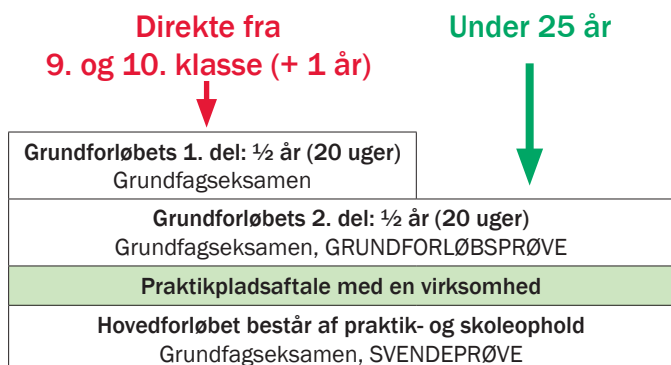 Direkte fra
9. og 10. klasse (+ 1 år)
Under 25 år
Grundforløbets 1. del: ½ år (20 uger)
Grundfagseksamen
Grundforløbets 2. del: ½ år (20 uger)
Grundfagseksamen, GRUNDFORLØBSPRØVE
Praktikpladsaftale med en virksomhed
Hovedforløbet består af praktik- og skoleophold
Grundfagseksamen, SVENDEPRØVE